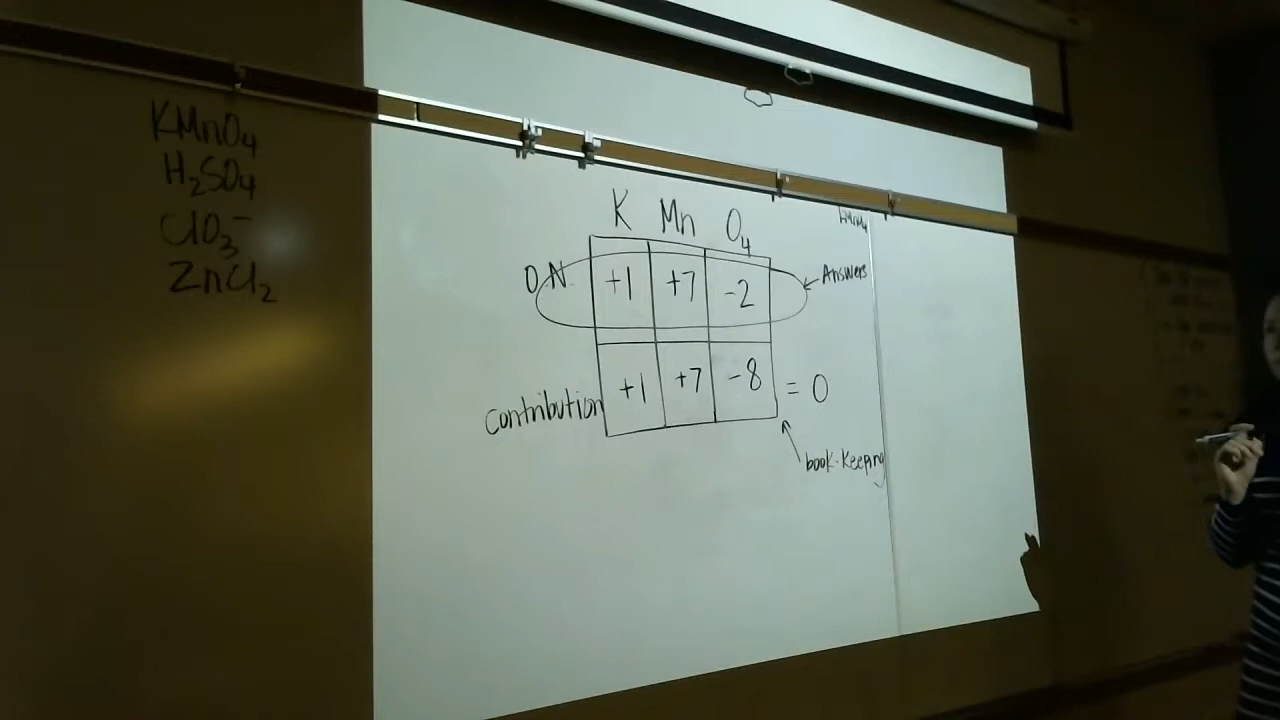 KMnO4
H2SO4
ClO3-
ZnCl2
K Mn O4
O.N. +1 +7 -2 Answers
contribution +1 +7 -8 = 0
book-keeping